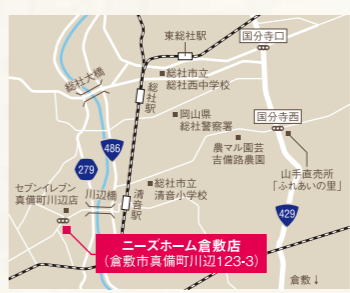 東総社駅
国分寺口
総社大橋
総社市立
総社西中学校
総社駅
岡山県
総社警察署
国分寺西
486
農マル園芸
吉備路農園
279
山手直売所
「ふれあいの里」
セブンイレブン
真備町川辺店
川辺橋
総社市立
清音小学校
清音駅
429
ニーズホーム倉敷店
(倉敷市真備町川辺123-3)
倉敷↓